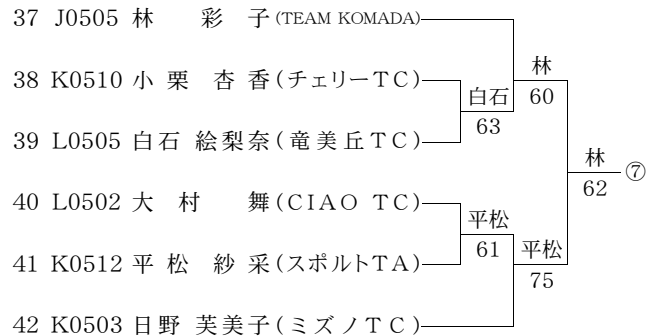 37 J0505 林 彩 子(TEAM KOMADA)
林
38 K0510 小 栗 杏 香(チェリーTC)
白石 60
63
39 L0505 白石 絵梨奈(竜美丘TC)
林 ⑦
62
40 L0502 大 村 舞(CIAO TC)
平松
61 平松
41 K0512 平 松 紗 采(スポルトTA)
75
42 K0503 日野 芙美子(ミズノTC)